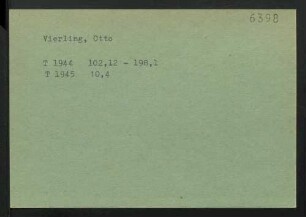 6398
Vierling, Otto
T 1944 102,12 - 198,1
T 1945 10,4